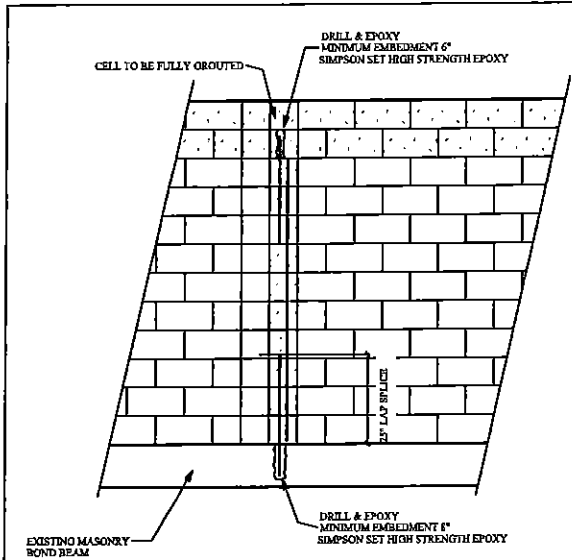 DRILL & EPOXY
MINIMUM EMBEDMENT 6"
SIMPSON SET HIGH STRENGTH EPOXY
CELL TO BE FULLY GROUTED
25" LAP SPLICE
DRILL & EPOXY
MINIMUM EMBEDMENT 8"
SIMPSON SET HIGH STRENGTH EPOXY
EXISTING MASONRY
BOND BEAM